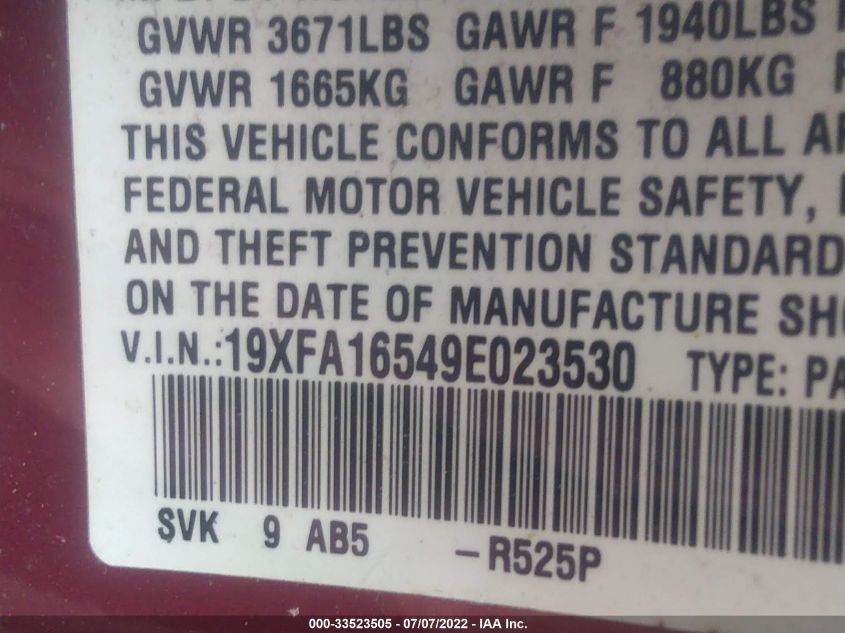 GVWR 3671LBS GAWR F 1940LBS
GVWR 1665KG GAWR F 880KG
THIS VEHICLE CONFORMS TO ALL
FEDERAL MOTOR VEHICLE SAFETY,
AND THEFT PREVENTION STANDARD
ON THE DATE OF MANUFACTURE SH
V.I.N.:19XFA16549E023530 TYPE: PA
SVK 9 AB5 -R525P
000-33523505 / 07/07/2022 - IAA Inc.